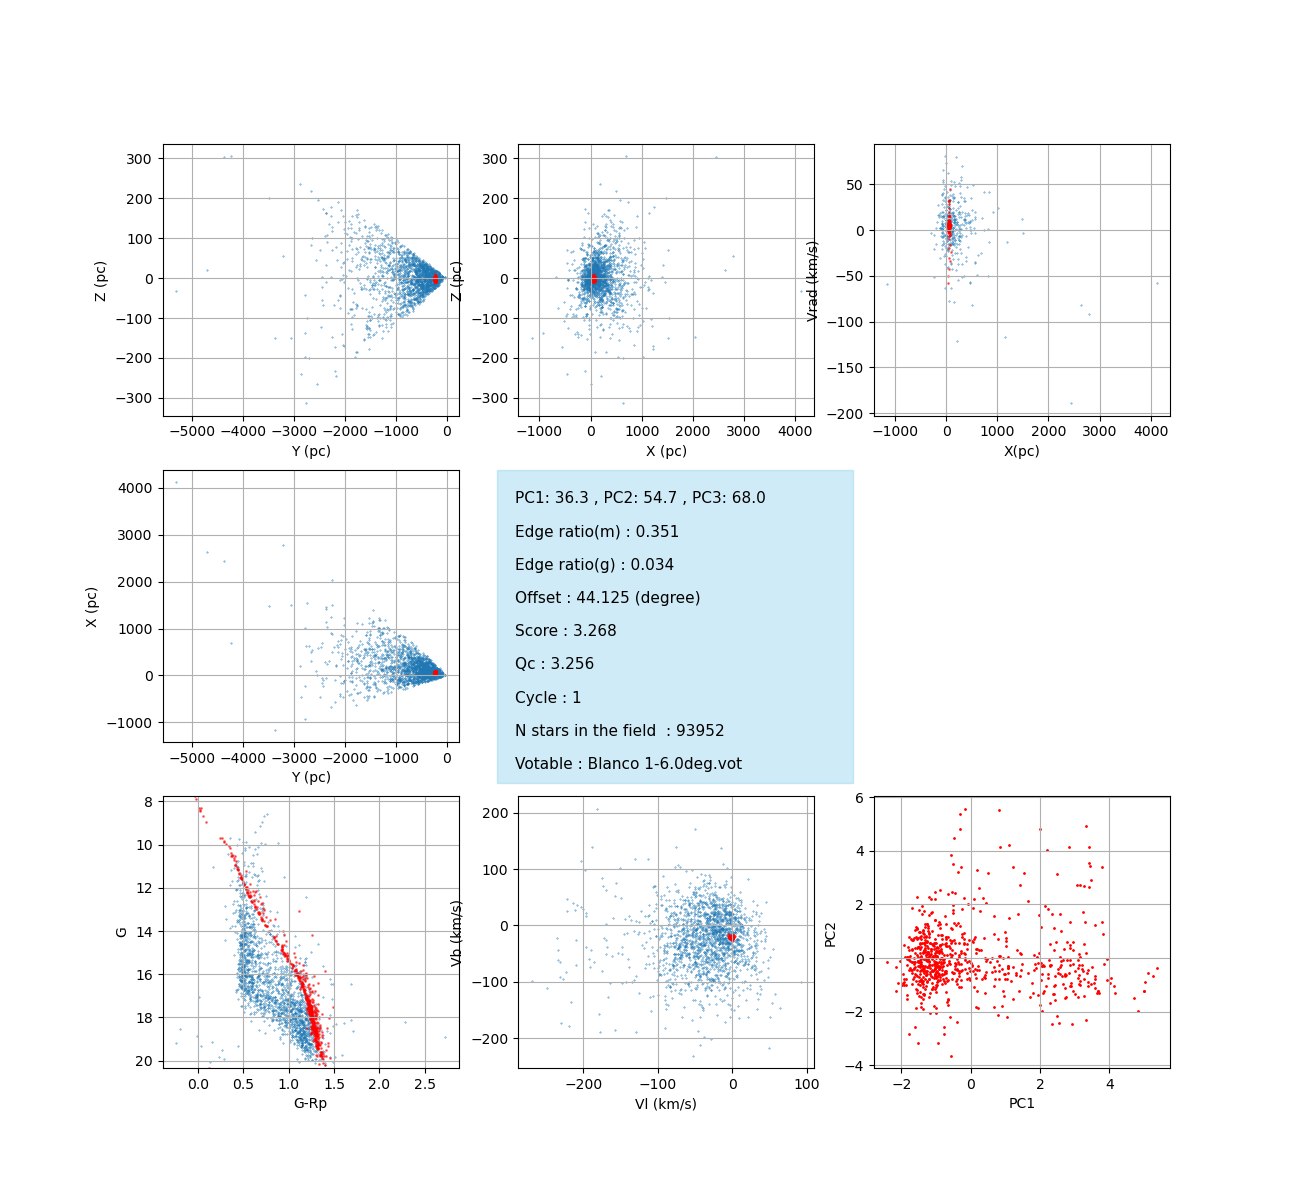 300
200
100
0
−100
−200
−300
Z (pc)
−5000 −4000 −3000 −2000 −1000 0
Y (pc)
300
200
100
0
−100
−200
−300
Z (pc)
−1000 0 1000 2000 3000 4000
X (pc)
50
0
−50
−100
−150
−200
Vrad (km/s)
−1000 0 1000 2000 3000 4000
X(pc)
4000
3000
2000
1000
0
−1000
X (pc)
−5000 −4000 −3000 −2000 −1000 0
Y (pc)
PC1: 36.3 , PC2: 54.7 , PC3: 68.0
Edge ratio(m) : 0.351
Edge ratio(g) : 0.034
Offset : 44.125 (degree)
Score : 3.268
Qc : 3.256
Cycle : 1
N stars in the field  : 93952
Votable : Blanco 1-6.0deg.vot
8
10
12
14
16
18
20
G
0.0 0.5 1.0 1.5 2.0 2.5
G-Rp
200
100
0
−100
−200
Vb (km/s)
−200 −100 0 100
Vl (km/s)
6
4
2
0
−2
−4
PC2
−2 0 2 4
PC1